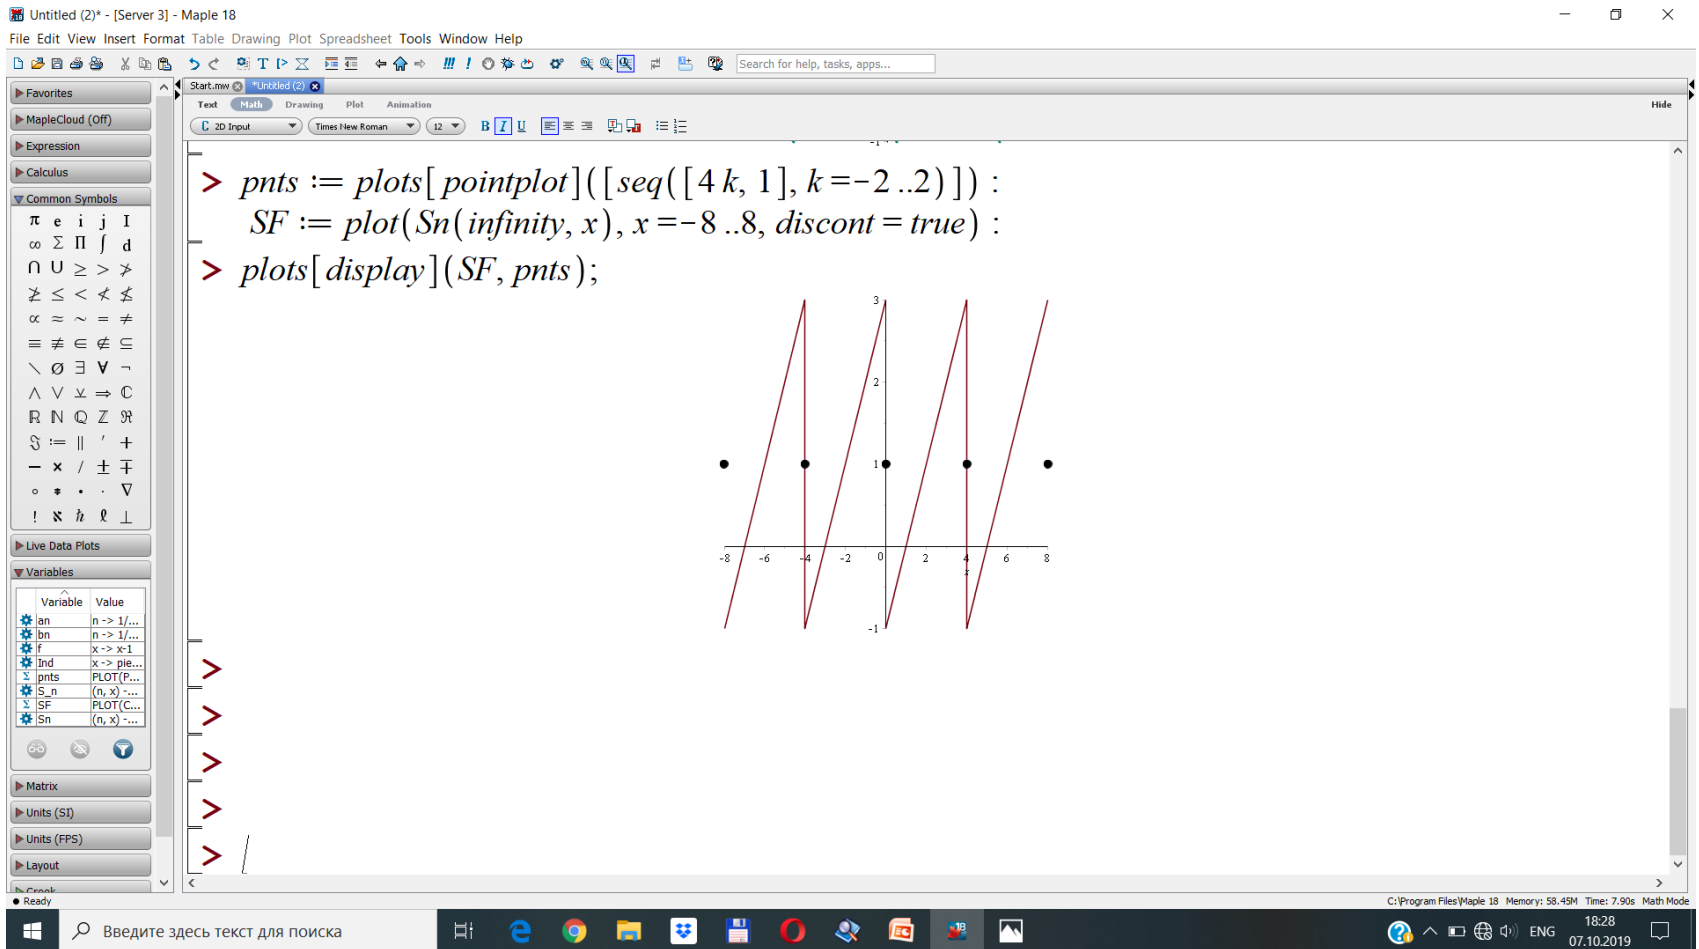 Untitled (2)* - [Server 3] - Maple 18
File Edit View Insert Format Table Drawing Plot Spreadsheet Tools Window Help
Search for help, tasks, apps...
Start.mw *Untitled (2)
Text Math Drawing Plot Animation Hide
C 2D Input Times New Roman 12 B I U
Favorites
MapleCloud (Off)
Expression
Calculus
Common Symbols
π e i j I
∞ Σ Π ∫ d
∩ ∪ ≥ > ≯
≱ ≤ < ≮ ≰
∝ ≈ ~ = ≠
≡ ≢ ∈ ∉ ⊆
\ Ø ∃ ∀ ¬
∧ ∨ ⊻ ⇒ ℂ
ℝ ℕ ℚ ℤ ℜ
ℑ := || ′ +
− × / ± ∓
∘ · . ∇
! ℵ ℏ ℓ ⊥
Live Data Plots
Variables
Variable Value
an n -> 1/...
bn n -> 1/...
f x -> x-1
Ind x -> pie...
pnts PLOT(P...
S_n (n, x) -...
SF PLOT(C...
Sn (n, x) -...
Matrix
Units (SI)
Units (FPS)
Layout
-1
> pnts := plots[pointplot]([seq([4 k, 1], k = -2 ..2)]) :
SF := plot(Sn(infinity, x), x = -8 ..8, discont = true) :
> plots[display](SF, pnts);
3
2
1
-8 -6 -4 -2 0 2 4 6 8
x
-1
>
>
>
>
>
Ready
C:\Program Files\Maple 18 Memory: 58.45M Time: 7.90s Math Mode
Введите здесь текст для поиска
ENG
18:28
07.10.2019